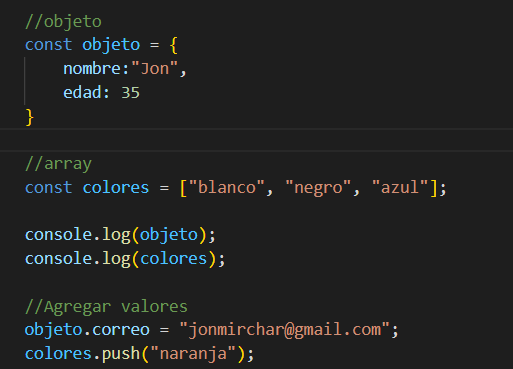 //objeto
const objeto = {
nombre:"Jon",
edad: 35
}
//array
const colores = ["blanco", "negro", "azul"];
console.log(objeto);
console.log(colores);
//Agregar valores
objeto.correo = "jonmirchar@gmail.com";
colores.push("naranja");